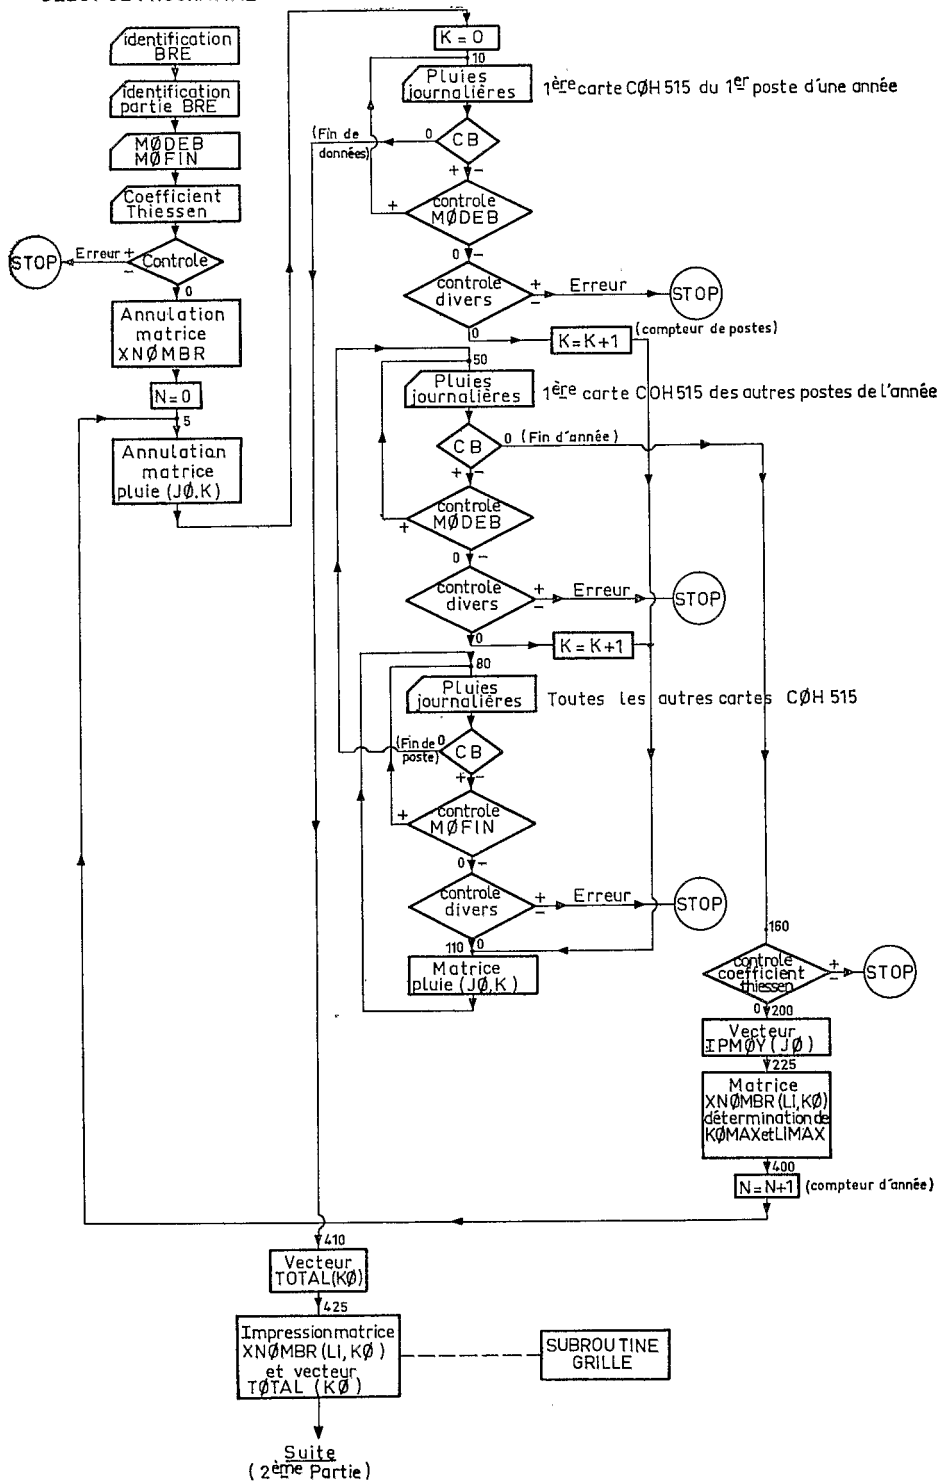 identification
BRE
identification
partie BRE
MØDEB
MØFIN
Coefficient
Thiessen
STOP
Erreur
+
−
Controle
0
Annulation
matrice
XNØMBR
N=0
5
Annulation
matrice
pluie (JØ,K)
K = 0
10
Pluies
journalières
1ère carte CØH 515 du 1er poste d'une année
(Fin de
données)
0
CB
+ −
controle
MØDEB
+
0 −
controle
divers
+
−
Erreur
STOP
0
K=K+1
(compteur de postes)
50
Pluies
journalières
1ère carte COH 515 des autres postes de l'année
CB
0 (Fin d'année)
+ −
controle
MØDEB
+
0 −
controle
divers
+
−
Erreur
STOP
0
K = K+1
80
Pluies
journalières
Toutes les autres cartes CØH 515
(Fin de
poste)
0
CB
+ −
controle
MØFIN
+
0 −
controle
divers
+
−
Erreur
STOP
110 0
Matrice
pluie (JØ,K)
160
controle
coefficient
thiessen
+
−
STOP
0 200
Vecteur
IPMØY (JØ)
225
Matrice
XNØMBR (LI,KØ)
détermination de
KØMAX et LIMAX
400
N=N+1
(compteur d'année)
410
Vecteur
TOTAL(KØ)
425
Impression matrice
XNØMBR (LI, KØ)
et vecteur
TØTAL (KØ)
SUBROUTINE
GRILLE
Suite
(2ème Partie)